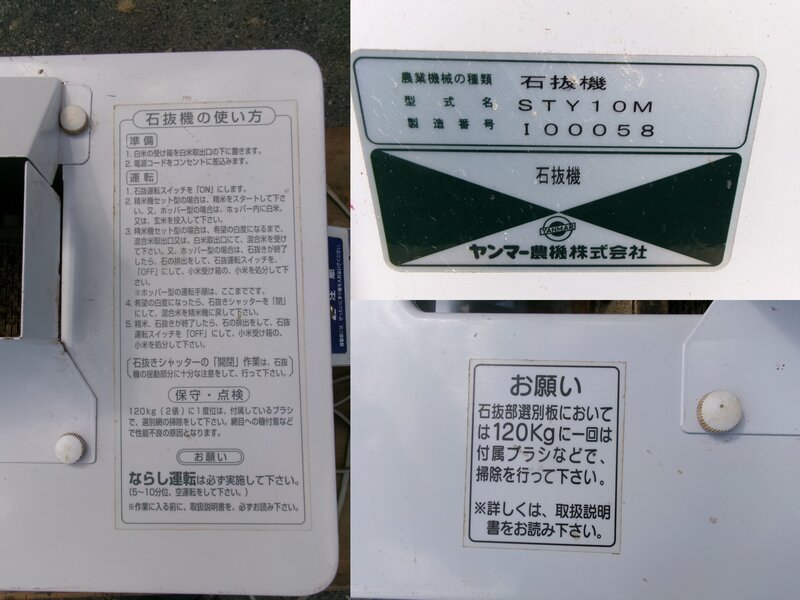 石抜機の使い方
準備
1. 白米の受け箱を白米取出口の下に置きます。
2. 電源コードをコンセントに差込みます。
運転
1. 石抜運転スイッチを「ON」にします。
2. 精米機セット型の場合は、精米をスタートして下さ
い。又、ホッパー型の場合は、ホッパー内に白米、
又は、玄米を投入して下さい。
3. 精米機セット型の場合は、希望の白度になるまで、
混合米取出口又は、白米取出口にて、混合米を受け
て下さい。又、ホッパー型の場合は、石抜きが終了
したら、石の排出をして、石抜運転スイッチを、
「OFF」にして、小米受け箱の、小米を処分して下
さい。
※ホッパー型の運転手順は、ここまでです。
4. 希望の白度になったら、石抜きシャッターを「閉」
にして、混合米を精米機に戻して下さい。
5. 精米、石抜きが終了したら、石の排出をして、石抜
運転スイッチを「OFF」にして、小米受け箱の、
小米を処分して下さい。
石抜きシャッターの「開閉」作業は、石抜
機の振動部分に十分な注意をして、行って下さい。
保守・点検
120kg(2俵)に1度位は、付属しているブラシ
で、選別網の掃除をして下さい。網目への糠付着など
で性能不良の原因となります。
お願い
ならし運転は必ず実施して下さい。
(5〜10分位、空運転をして下さい。)
※作業に入る前に、取扱説明書を、必ずお読み下さい。
農業機械の種類 石抜機
型式名 STY10M
製造番号 I00058
石抜機
YANMAR
ヤンマー農機株式会社
お願い
石抜部選別板において
は120Kgに一回は
付属ブラシなどで、
掃除を行って下さい。
※詳しくは、取扱説明
書をお読み下さい。